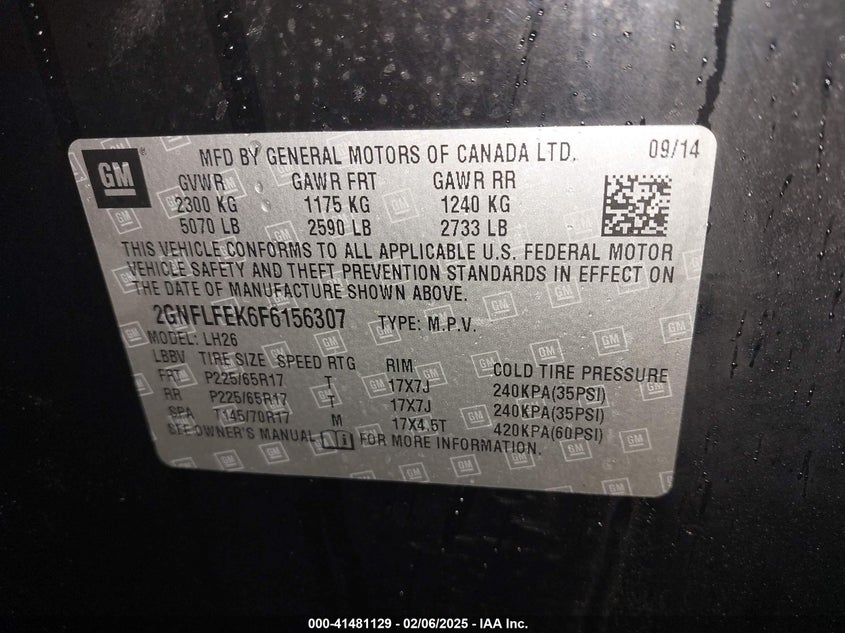 GM
MFD BY GENERAL MOTORS OF CANADA LTD. 09/14
GVWR GAWR FRT GAWR RR
2300 KG 1175 KG 1240 KG
5070 LB 2590 LB 2733 LB
THIS VEHICLE CONFORMS TO ALL APPLICABLE U.S. FEDERAL MOTOR
VEHICLE SAFETY AND THEFT PREVENTION STANDARDS IN EFFECT ON
THE DATE OF MANUFACTURE SHOWN ABOVE.
2GNFLFEK6F6156307 TYPE: M.P.V.
MODEL: LH26
LBBV TIRE SIZE SPEED RTG RIM COLD TIRE PRESSURE
FRT P225/65R17 T 17X7J 240KPA(35PSI)
RR P225/65R17 T 17X7J 240KPA(35PSI)
SPA T145/70R17 M 17X4.5T 420KPA(60PSI)
SEE OWNER'S MANUAL FOR MORE INFORMATION.
000-41481129 - 02/06/2025 - IAA Inc.